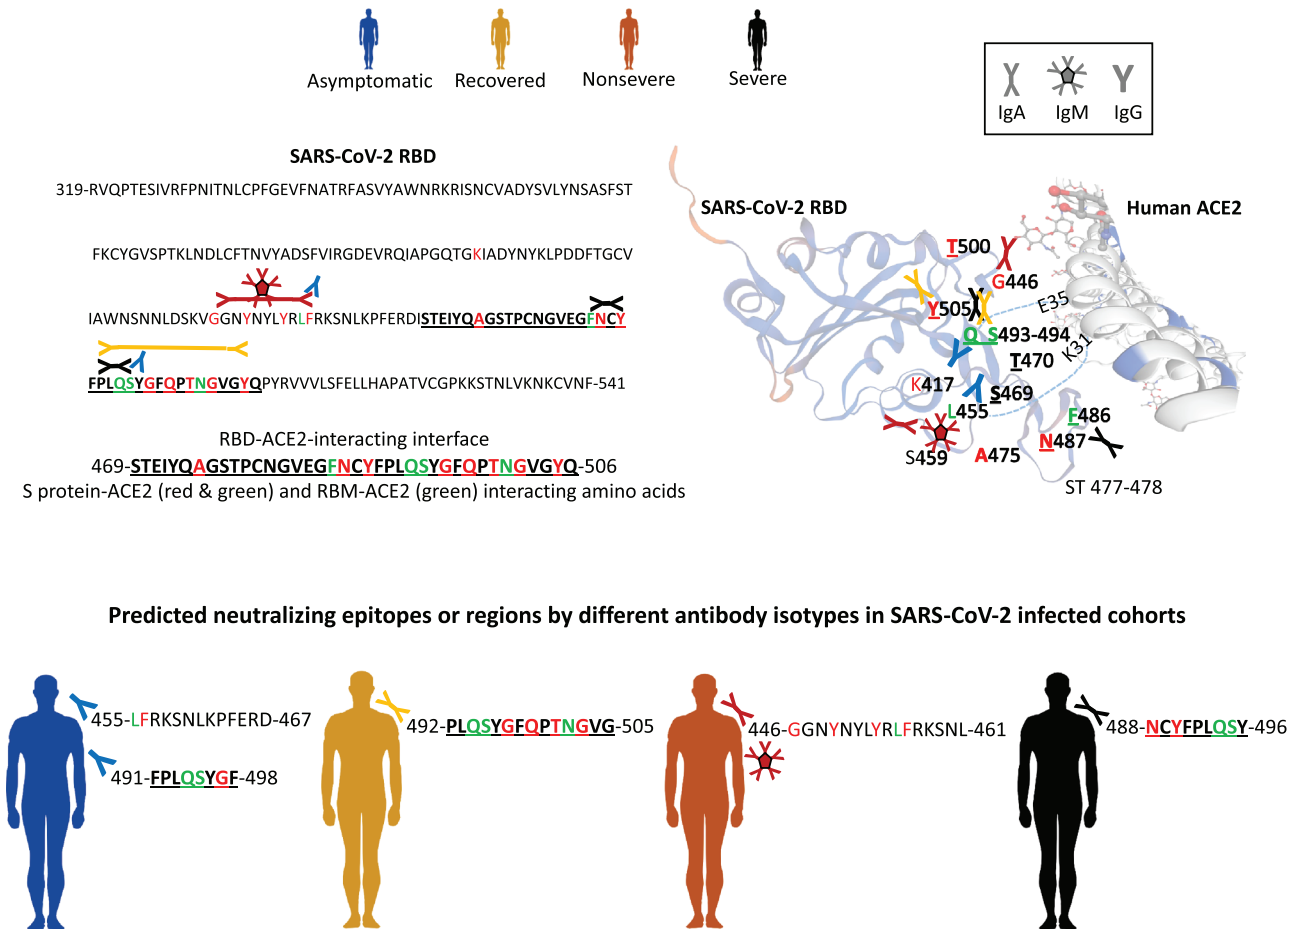 Asymptomatic
Recovered
Nonsevere
Severe
IgA
IgM
IgG
SARS-CoV-2 RBD
319-RVQPTESIVRFPNITNLCPFGEVFNATRFASVYAWNRKRISNCVADYSVLYNSASFST
FKCYGVSPTKLNDLCFTNVYADSFVIRGDEVRQIAPGQTGKIADYNYKLPDDFTGCV
IAWNSNNLDSKVGGNYNYLYRLFRKSNLKPFERDISTEIYQAGSTPCNGVEGFNCY
FPLQSYGFQPTNGVGYQPYRVVVLSFELLHAPATVCGPKKSTNLVKNKCVNF-541
RBD-ACE2-interacting interface
469-STEIYQAGSTPCNGVEGFNCYFPLQSYGFQPTNGVGYQ-506
S protein-ACE2 (red & green) and RBM-ACE2 (green) interacting amino acids
SARS-CoV-2 RBD
Human ACE2
T500
G446
Y505
E35
Q S493-494
K31
T470
K417
S469
L455
F486
N487
S459
A475
ST 477-478
Predicted neutralizing epitopes or regions by different antibody isotypes in SARS-CoV-2 infected cohorts
455-LFRKSNLKPFERD-467
491-FPLQSYGF-498
492-PLQSYGFQPTNGVG-505
446-GGNYNYLYRLFRKSNL-461
488-NCYFPLQSY-496